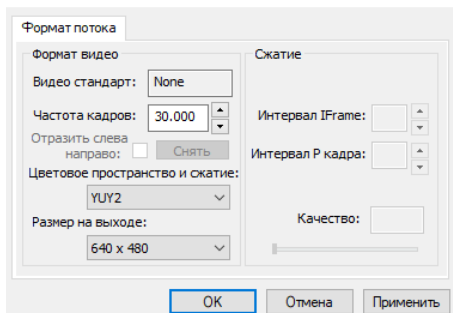 Формат потока
Формат видео
Видео стандарт: None
Частота кадров: 30.000
Отразить слева
направо: Снять
Цветовое пространство и сжатие:
YUY2
Размер на выходе:
640 x 480
Сжатие
Интервал IFrame:
Интервал Р кадра:
Качество:
OK Отмена Применить